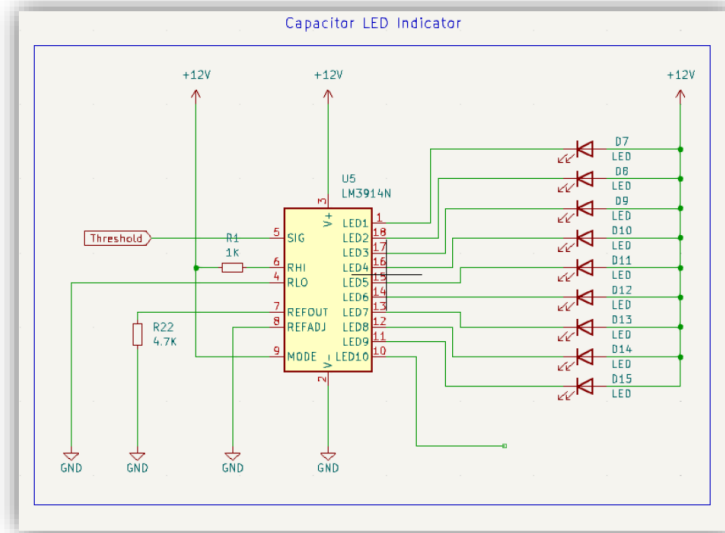 Capacitor LED Indicator
+12V
+12V
+12V
U5
LM3914N
Threshold
R1
1K
R22
4.7K
5
6
4
7
8
9
3
2
SIG
RHI
RLO
REFOUT
REFADJ
MODE
V+
V-
LED1
LED2
LED3
LED4
LED5
LED6
LED7
LED8
LED9
LED10
1
18
17
16
15
14
13
12
11
10
D7
LED
D8
LED
D9
LED
D10
LED
D11
LED
D12
LED
D13
LED
D14
LED
D15
LED
GND
GND
GND
GND